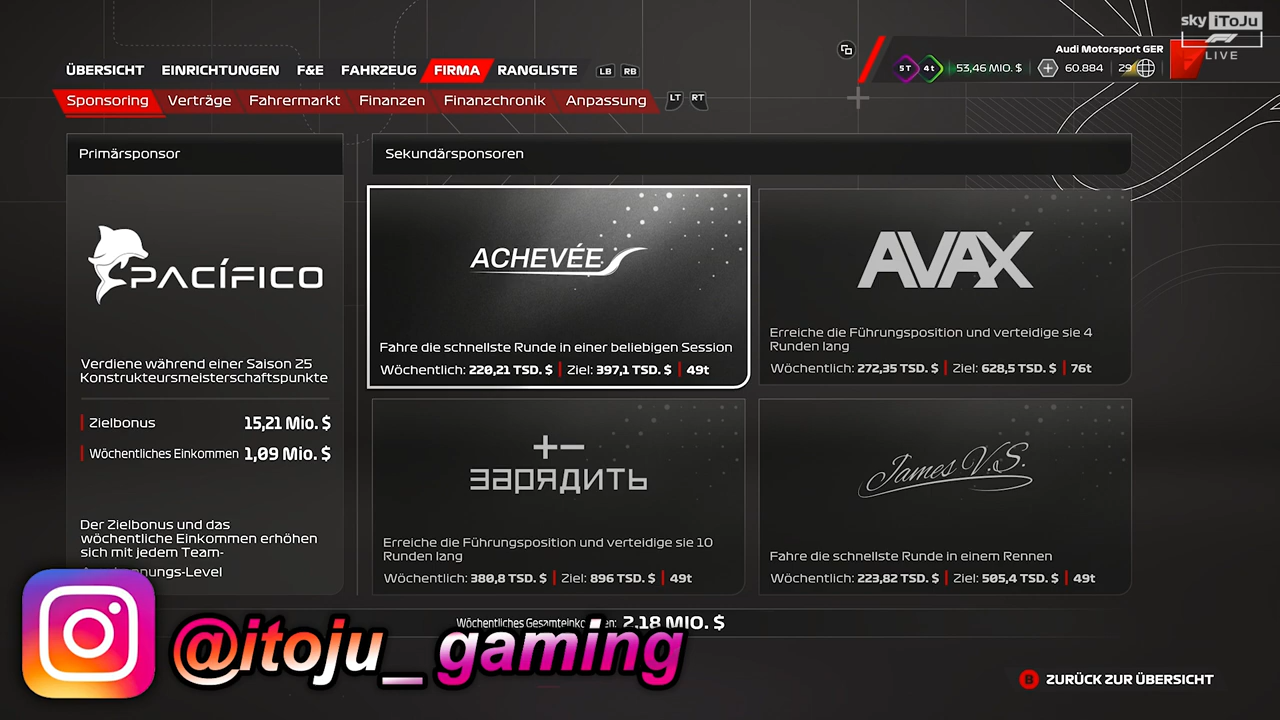 sky iToJu
LIVE
ÜBERSICHT EINRICHTUNGEN F&E FAHRZEUG FIRMA RANGLISTE LB RB
Audi Motorsport GER
5 T 4 t 53,46 MIO. $ 60.884 29
Sponsoring Verträge Fahrermarkt Finanzen Finanzchronik Anpassung LT RT
Primärsponsor
PACÍFICO
Verdiene während einer Saison 25
Konstrukteursmeisterschaftspunkte
Zielbonus 15,21 Mio. $
Wöchentliches Einkommen 1,09 Mio. $
Der Zielbonus und das
wöchentliche Einkommen erhöhen
sich mit jedem Team-
nungs-Level
Sekundärsponsoren
ACHEVÉE
Fahre die schnellste Runde in einer beliebigen Session
Wöchentlich: 220,21 TSD. $ Ziel: 397,1 TSD. $ 49t
AVAX
Erreiche die Führungsposition und verteidige sie 4
Runden lang
Wöchentlich: 272,35 TSD. $ Ziel: 628,5 TSD. $ 76t
+-
зарядить
Erreiche die Führungsposition und verteidige sie 10
Runden lang
Wöchentlich: 380,8 TSD. $ Ziel: 896 TSD. $ 49t
James V.S.
Fahre die schnellste Runde in einem Rennen
Wöchentlich: 223,82 TSD. $ Ziel: 505,4 TSD. $ 49t
Wöchentliches 2,18 MIO. $
@itoju_gaming
B ZURÜCK ZUR ÜBERSICHT